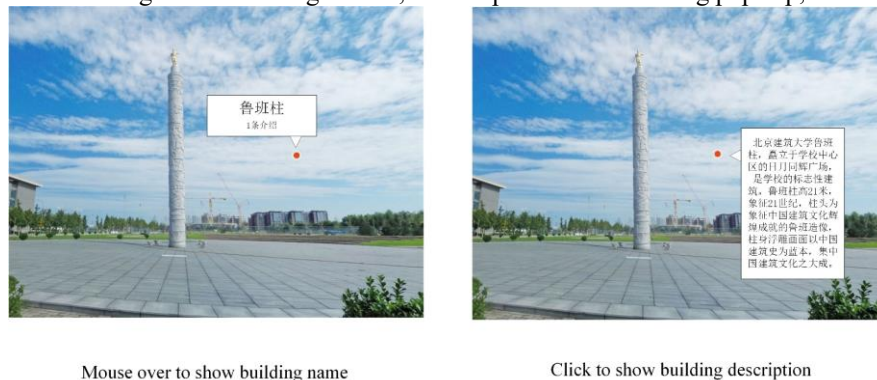 鲁班柱
1条介绍
北京建筑大学鲁班
柱，矗立于学校中心
区的日月同辉广场，
是学校的标志性建
筑，鲁班柱高21米，
象征21世纪，柱头为
象征中国建筑文化辉
煌成就的鲁班造像，
柱身浮雕画面以中国
建筑史为蓝本，集中
国建筑文化之大成，
Mouse over to show building name
Click to show building description